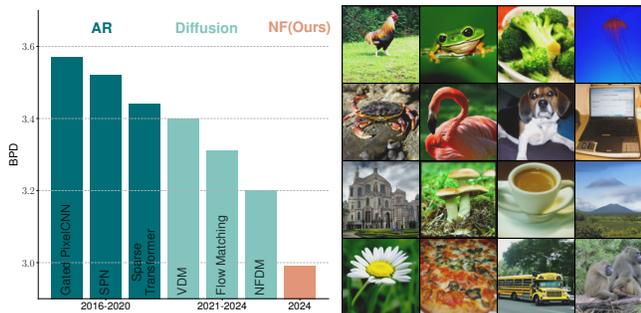 AR
Diffusion
NF(Ours)
3.6
3.4
3.2
3.0
BPD
Gated PixelCNN
SPN
Sparse
Transformer
VDM
Flow Matching
NFDM
2016-2020
2021-2024
2024